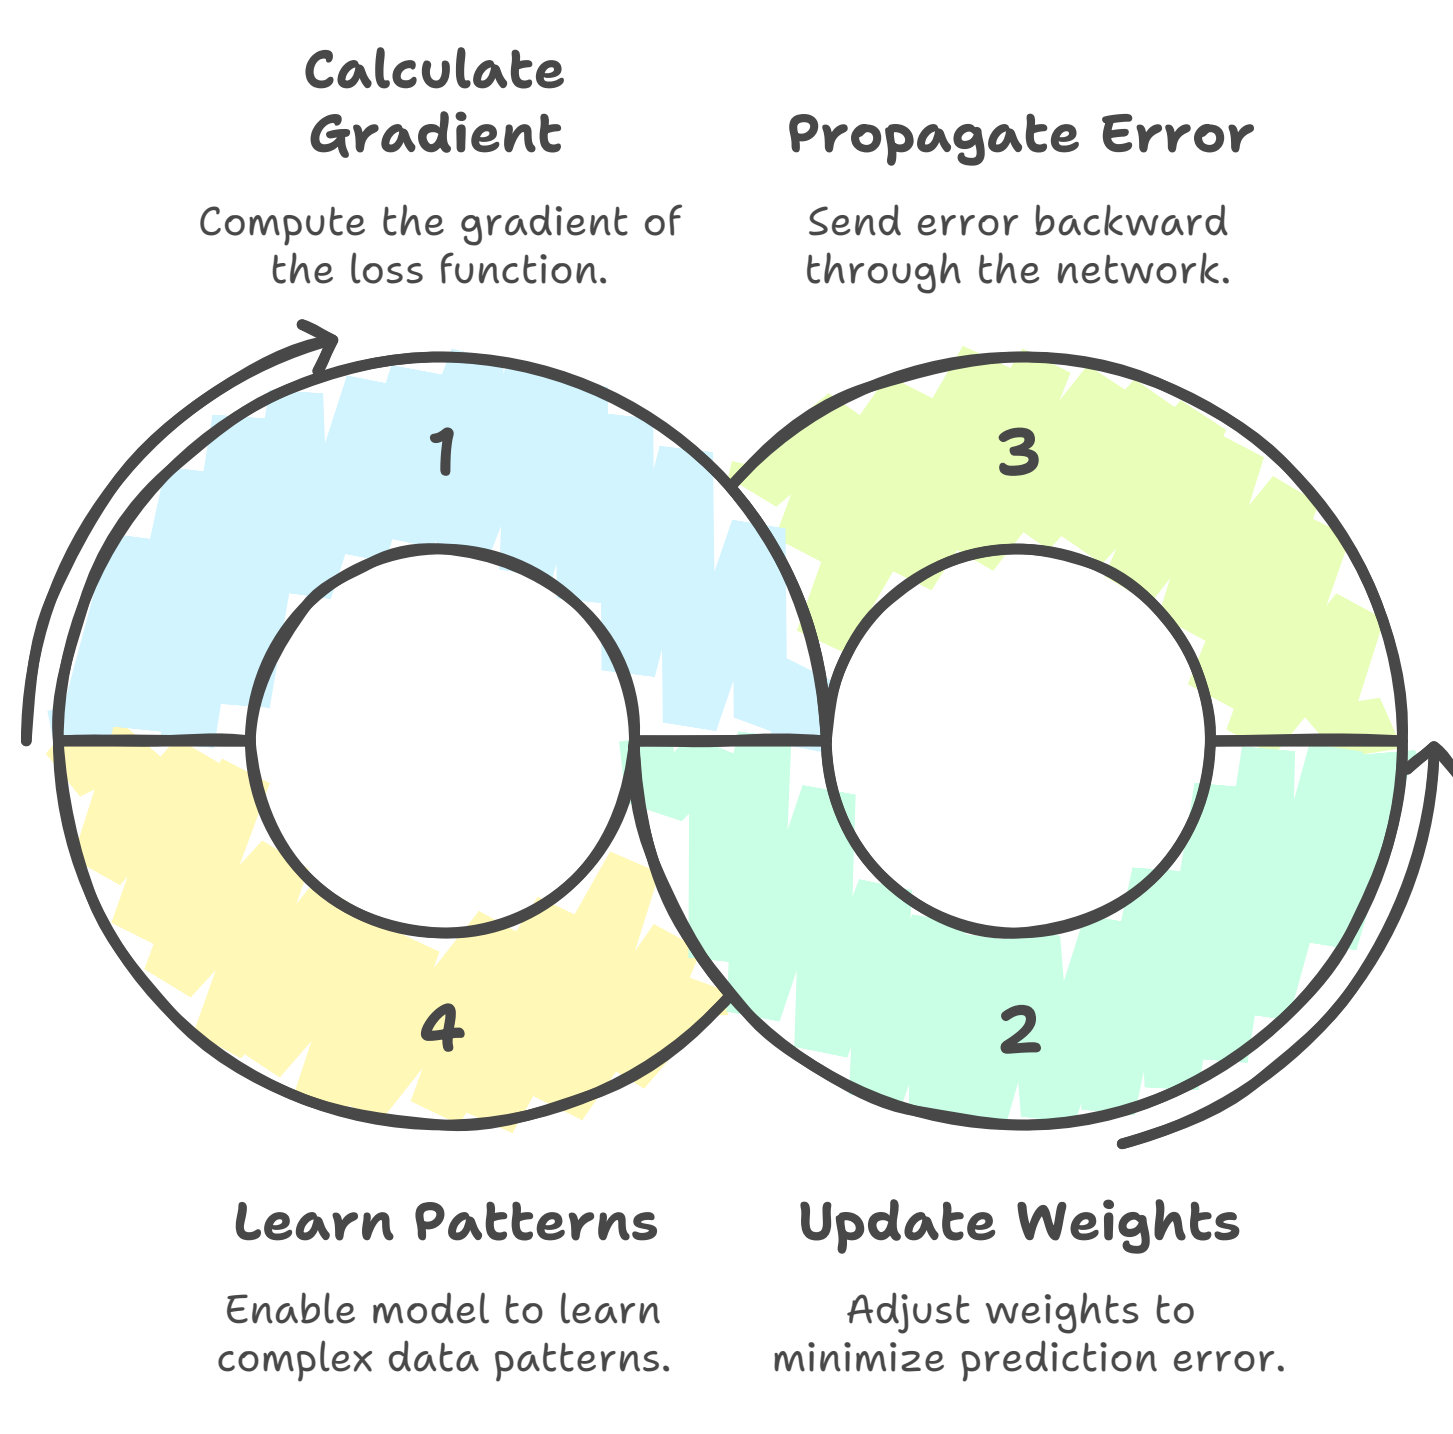 Calculate
Gradient
Compute the gradient of
the loss function.
Propagate Error
Send error backward
through the network.
1
3
4
2
Learn Patterns
Enable model to learn
complex data patterns.
Update Weights
Adjust weights to
minimize prediction error.